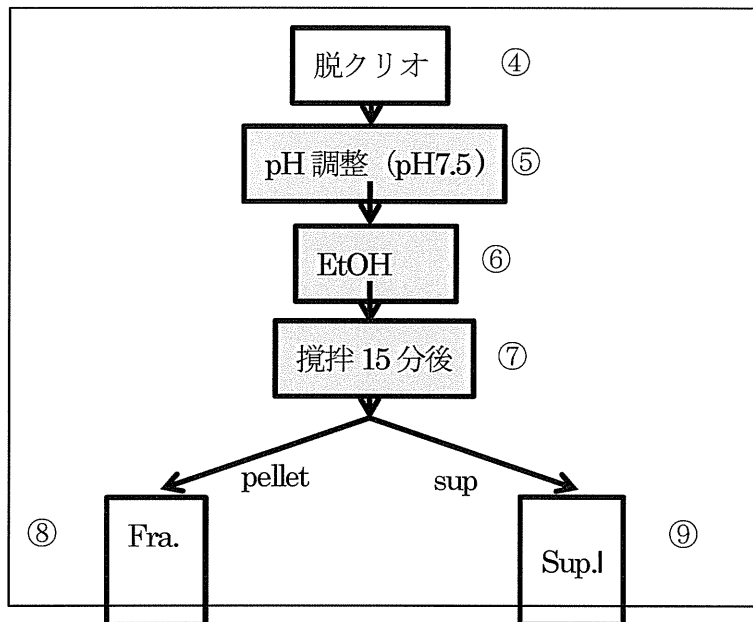 脱クリオ ④
pH 調整（pH7.5） ⑤
EtOH ⑥
攪拌 15 分後 ⑦
pellet sup
⑧ Fra. Sup.Ⅰ ⑨